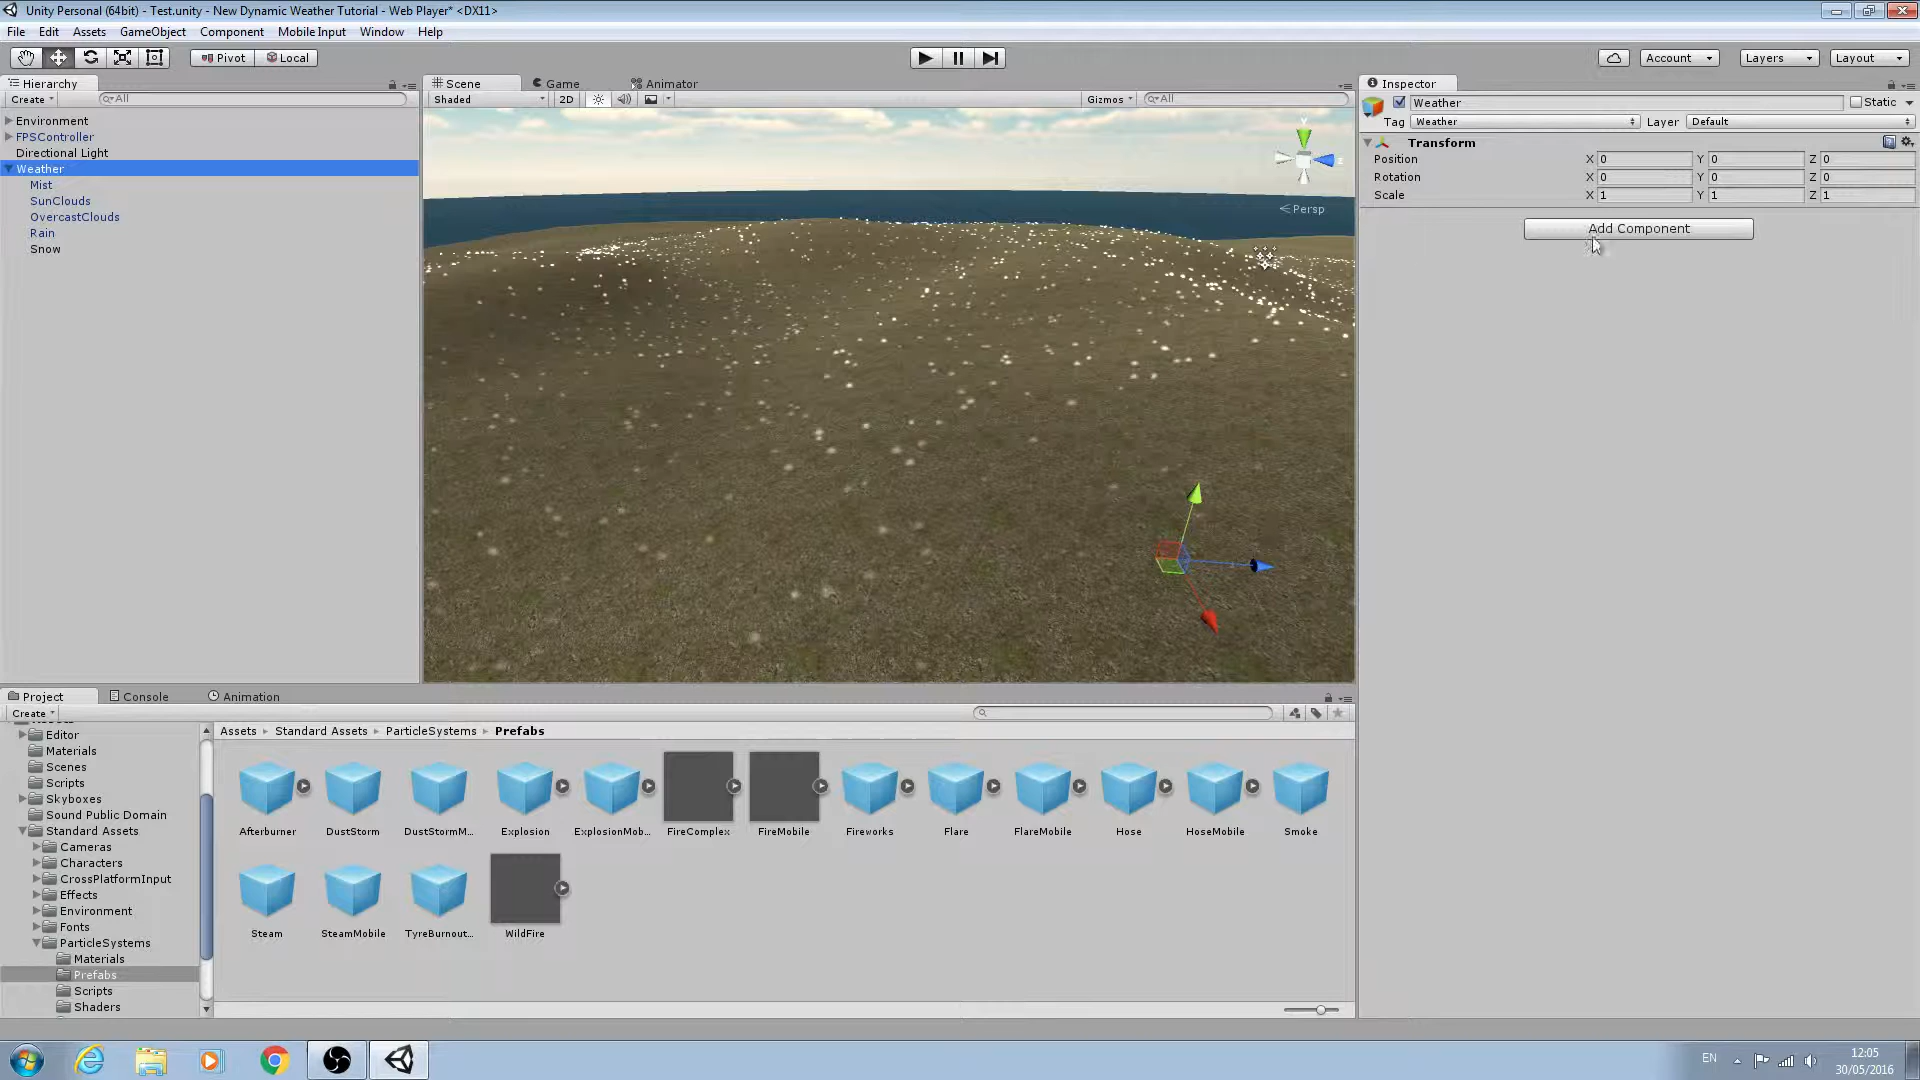 Unity Personal (64bit) - Test.unity - New Dynamic Weather Tutorial - Web Player* <DX11>
File Edit Assets GameObject Component Mobile Input Window Help
Pivot Local Account Layers Layout
Hierarchy
Create All
Environment
FPSController
Directional Light
Weather
Mist
SunClouds
OvercastClouds
Rain
Snow
Scene Game Animator
Shaded 2D Gizmos All
y
Persp
Inspector
Weather Static
Tag Weather Layer Default
Transform
Position X 0 Y 0 Z 0
Rotation X 0 Y 0 Z 0
Scale X 1 Y 1 Z 1
Add Component
Project Console Animation
Create
Editor
Materials
Scenes
Scripts
Skyboxes
Sound Public Domain
Standard Assets
Cameras
Characters
CrossPlatformInput
Effects
Environment
Fonts
ParticleSystems
Materials
Prefabs
Scripts
Shaders
Assets Standard Assets ParticleSystems Prefabs
Afterburner DustStorm DustStormM... Explosion ExplosionMob... FireComplex FireMobile Fireworks Flare FlareMobile Hose HoseMobile Smoke
Steam SteamMobile TyreBurnout... WildFire
EN
12:05
30/05/2016